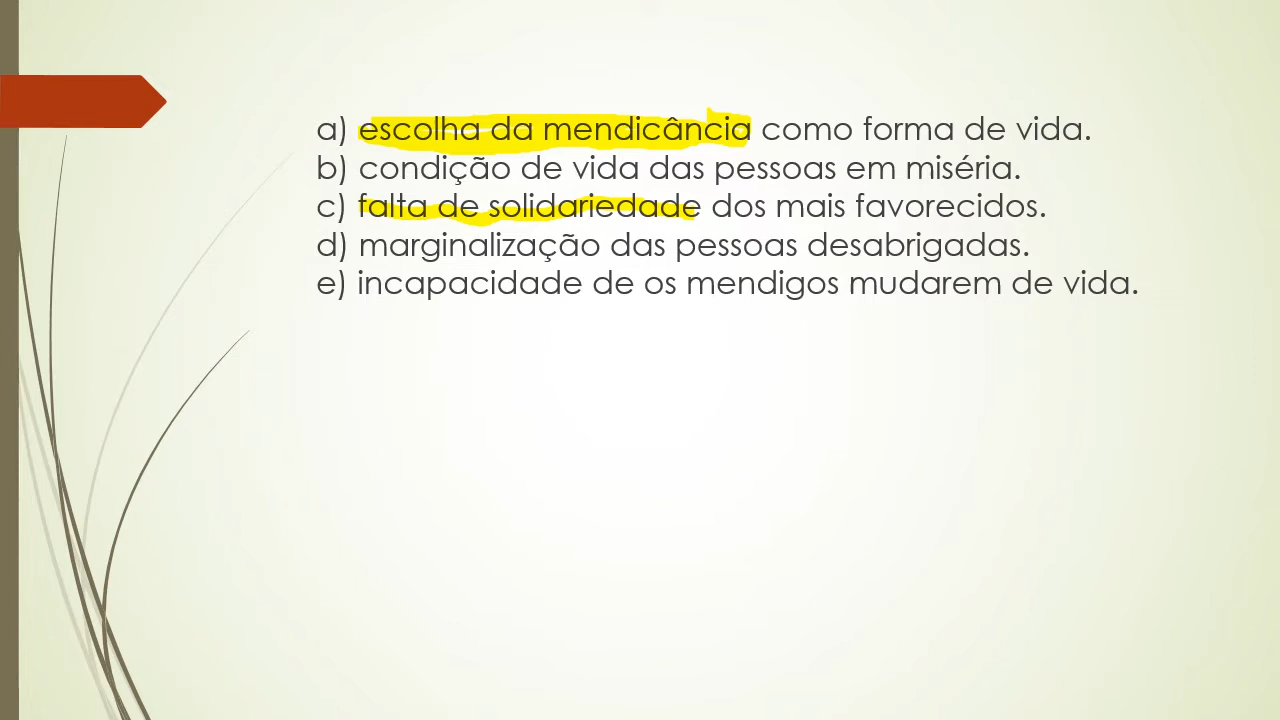 a) escolha da mendicância como forma de vida.
b) condição de vida das pessoas em miséria.
c) falta de solidariedade dos mais favorecidos.
d) marginalização das pessoas desabrigadas.
e) incapacidade de os mendigos mudarem de vida.